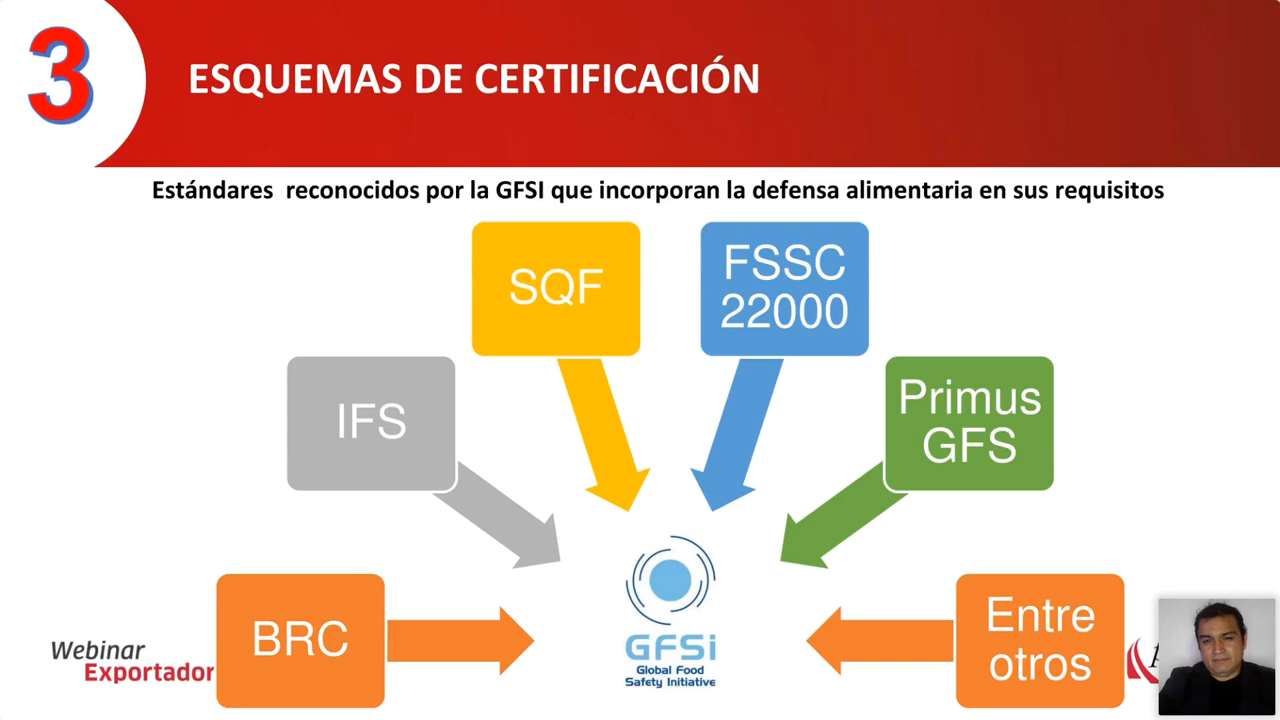 3
ESQUEMAS DE CERTIFICACIÓN
Estándares reconocidos por la GFSI que incorporan la defensa alimentaria en sus requisitos
SQF
FSSC
22000
IFS
Primus
GFS
BRC
GFSi
Global Food
Safety Initiative
Entre
otros
Webinar
Exportador